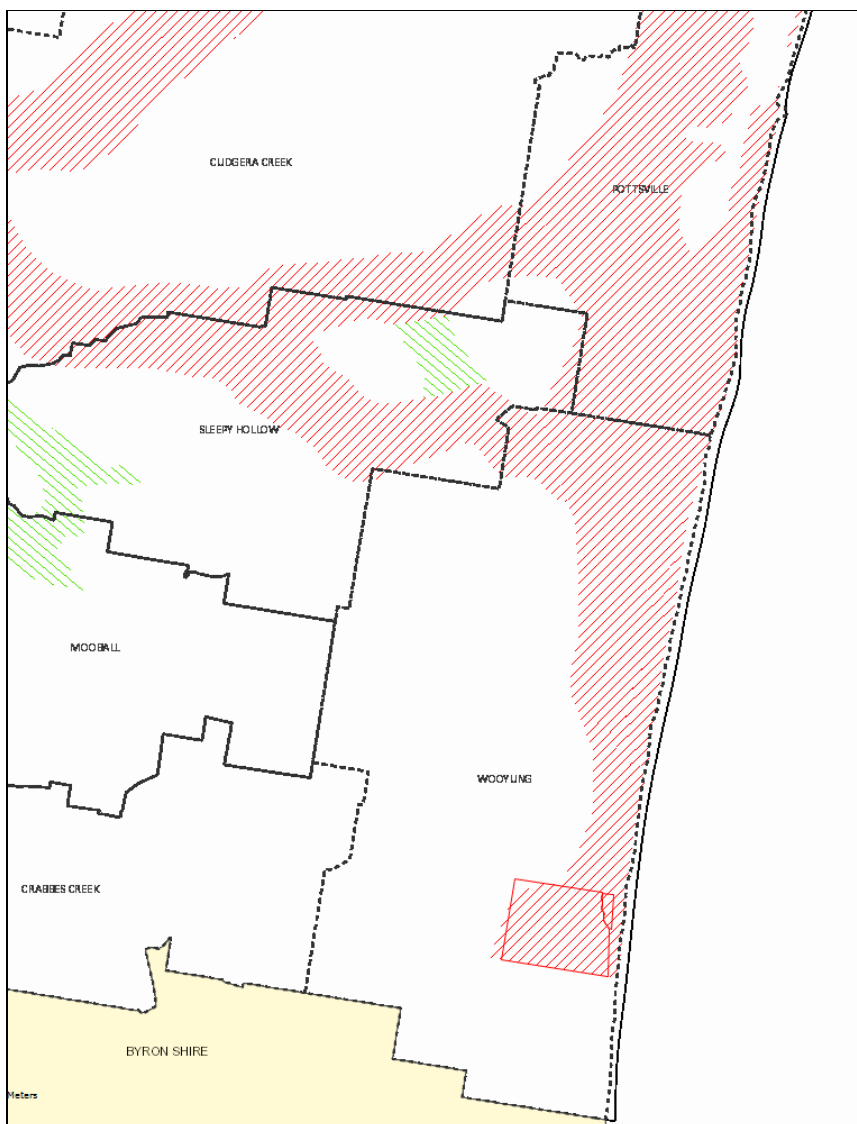 CUDGERA CREEK
POTTSVILLE
SLEEPY HOLLOW
MOOBALL
WOOYUNG
CRABBES CREEK
BYRON SHIRE
Meters